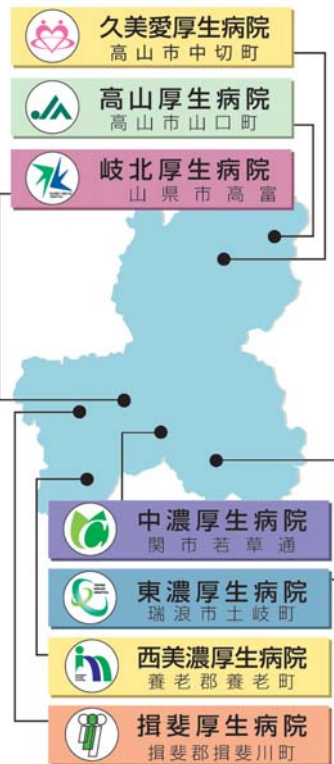 久美愛厚生病院
高山市中切町
JA
高山厚生病院
高山市山口町
岐北厚生病院
山県市高富
中濃厚生病院
関市若草通
東濃厚生病院
瑞浪市土岐町
西美濃厚生病院
養老郡養老町
揖斐厚生病院
揖斐郡揖斐川町